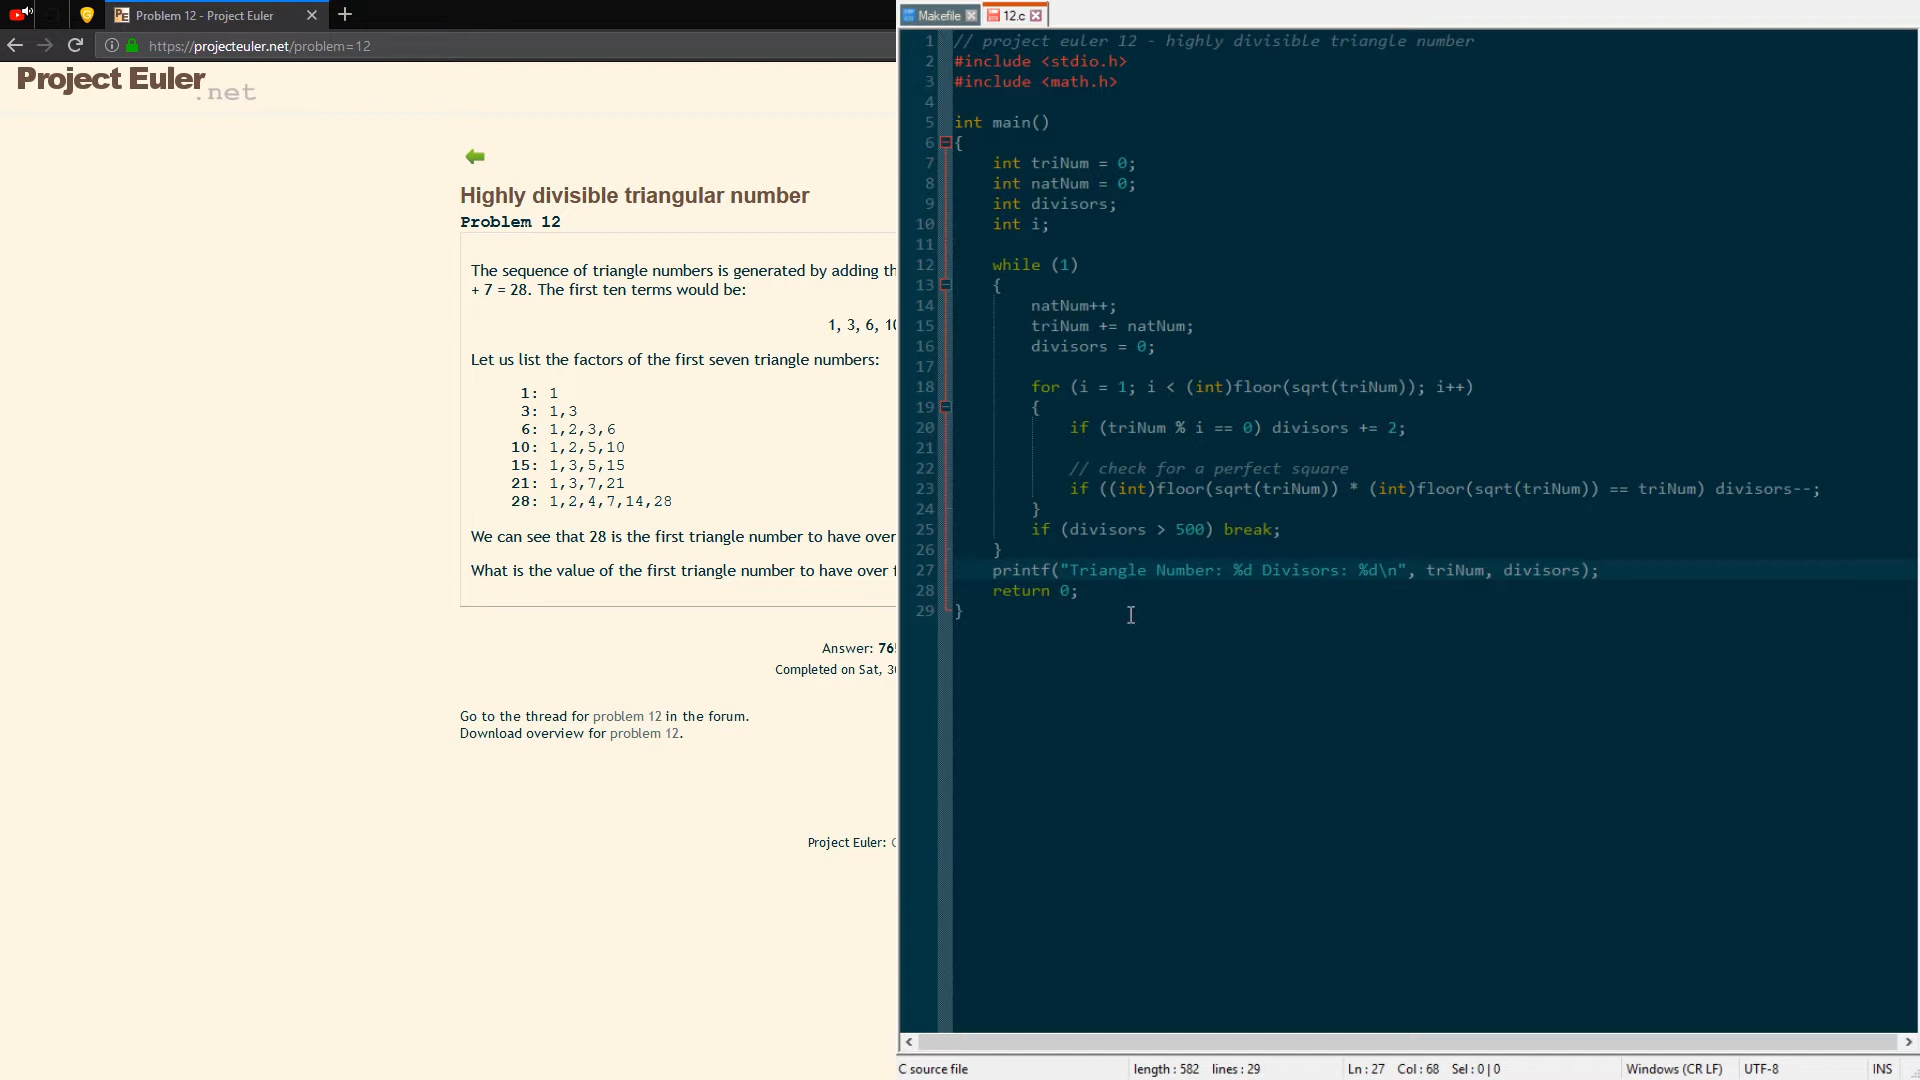 Problem 12 - Project Euler
https://projecteuler.net/problem=12
Project Euler
.net
Highly divisible triangular number
Problem 12
The sequence of triangle numbers is generated by adding th
+ 7 = 28. The first ten terms would be:
1, 3, 6, 10
Let us list the factors of the first seven triangle numbers:
1: 1
3: 1,3
6: 1,2,3,6
10: 1,2,5,10
15: 1,3,5,15
21: 1,3,7,21
28: 1,2,4,7,14,28
We can see that 28 is the first triangle number to have over
What is the value of the first triangle number to have over f
Answer: 76
Completed on Sat, 3
Go to the thread for problem 12 in the forum.
Download overview for problem 12.
Project Euler: C
Makefile
12.c
1 // project euler 12 - highly divisible triangle number
2 #include <stdio.h>
3 #include <math.h>
4
5 int main()
6 {
7 int triNum = 0;
8 int natNum = 0;
9 int divisors;
10 int i;
11
12 while (1)
13 {
14 natNum++;
15 triNum += natNum;
16 divisors = 0;
17
18 for (i = 1; i < (int)floor(sqrt(triNum)); i++)
19 {
20 if (triNum % i == 0) divisors += 2;
21
22 // check for a perfect square
23 if ((int)floor(sqrt(triNum)) * (int)floor(sqrt(triNum)) == triNum) divisors--;
24 }
25 if (divisors > 500) break;
26 }
27 printf("Triangle Number: %d Divisors: %d\n", triNum, divisors);
28 return 0;
29 }
C source file
length : 582 lines : 29
Ln : 27 Col : 68 Sel : 0 | 0
Windows (CR LF)
UTF-8
INS